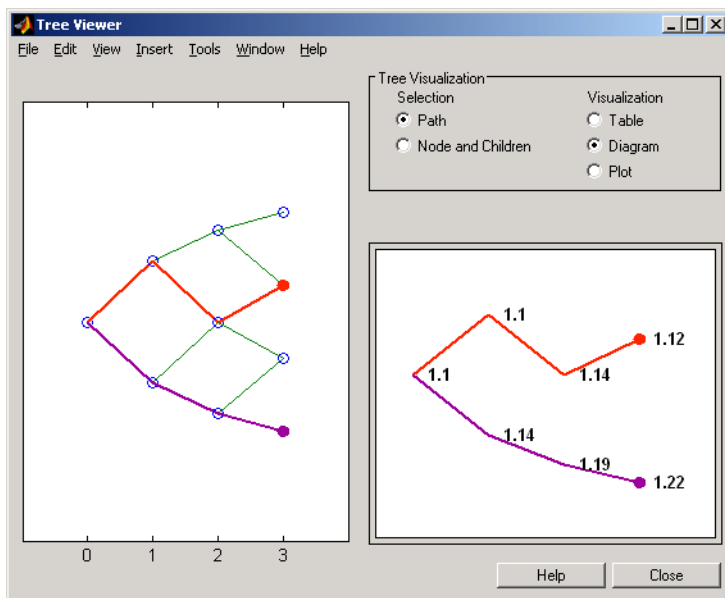 Tree Viewer
File Edit View Insert Tools Window Help
Tree Visualization
Selection
Path
Node and Children
Visualization
Table
Diagram
Plot
0 1 2 3
1.1
1.12
1.1
1.14
1.14
1.19
1.22
Help Close